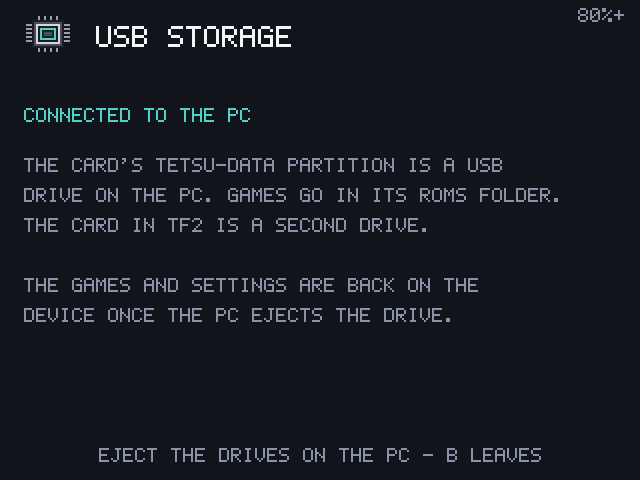 80%+
USB STORAGE
CONNECTED TO THE PC
THE CARD'S TETSU-DATA PARTITION IS A USB
DRIVE ON THE PC. GAMES GO IN ITS ROMS FOLDER.
THE CARD IN TF2 IS A SECOND DRIVE.
THE GAMES AND SETTINGS ARE BACK ON THE
DEVICE ONCE THE PC EJECTS THE DRIVE.
EJECT THE DRIVES ON THE PC - B LEAVES